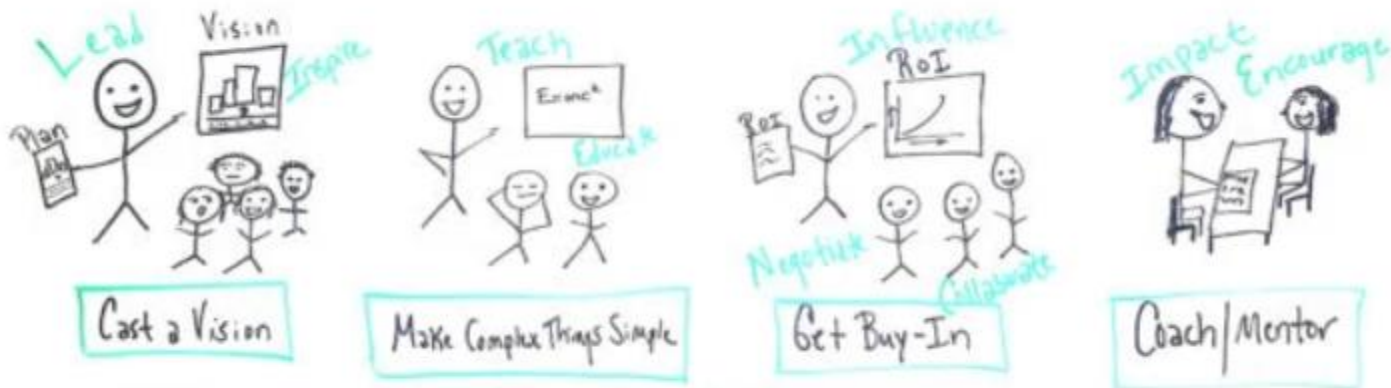 Lead
Vision
Inspire
Plan
Cast a Vision
Teach
E=mc²
Educate
Make Complex Things Simple
Influence
RoI
RoI
Negotiate
Collaborate
Get Buy-In
Impact
Encourage
Coach/Mentor